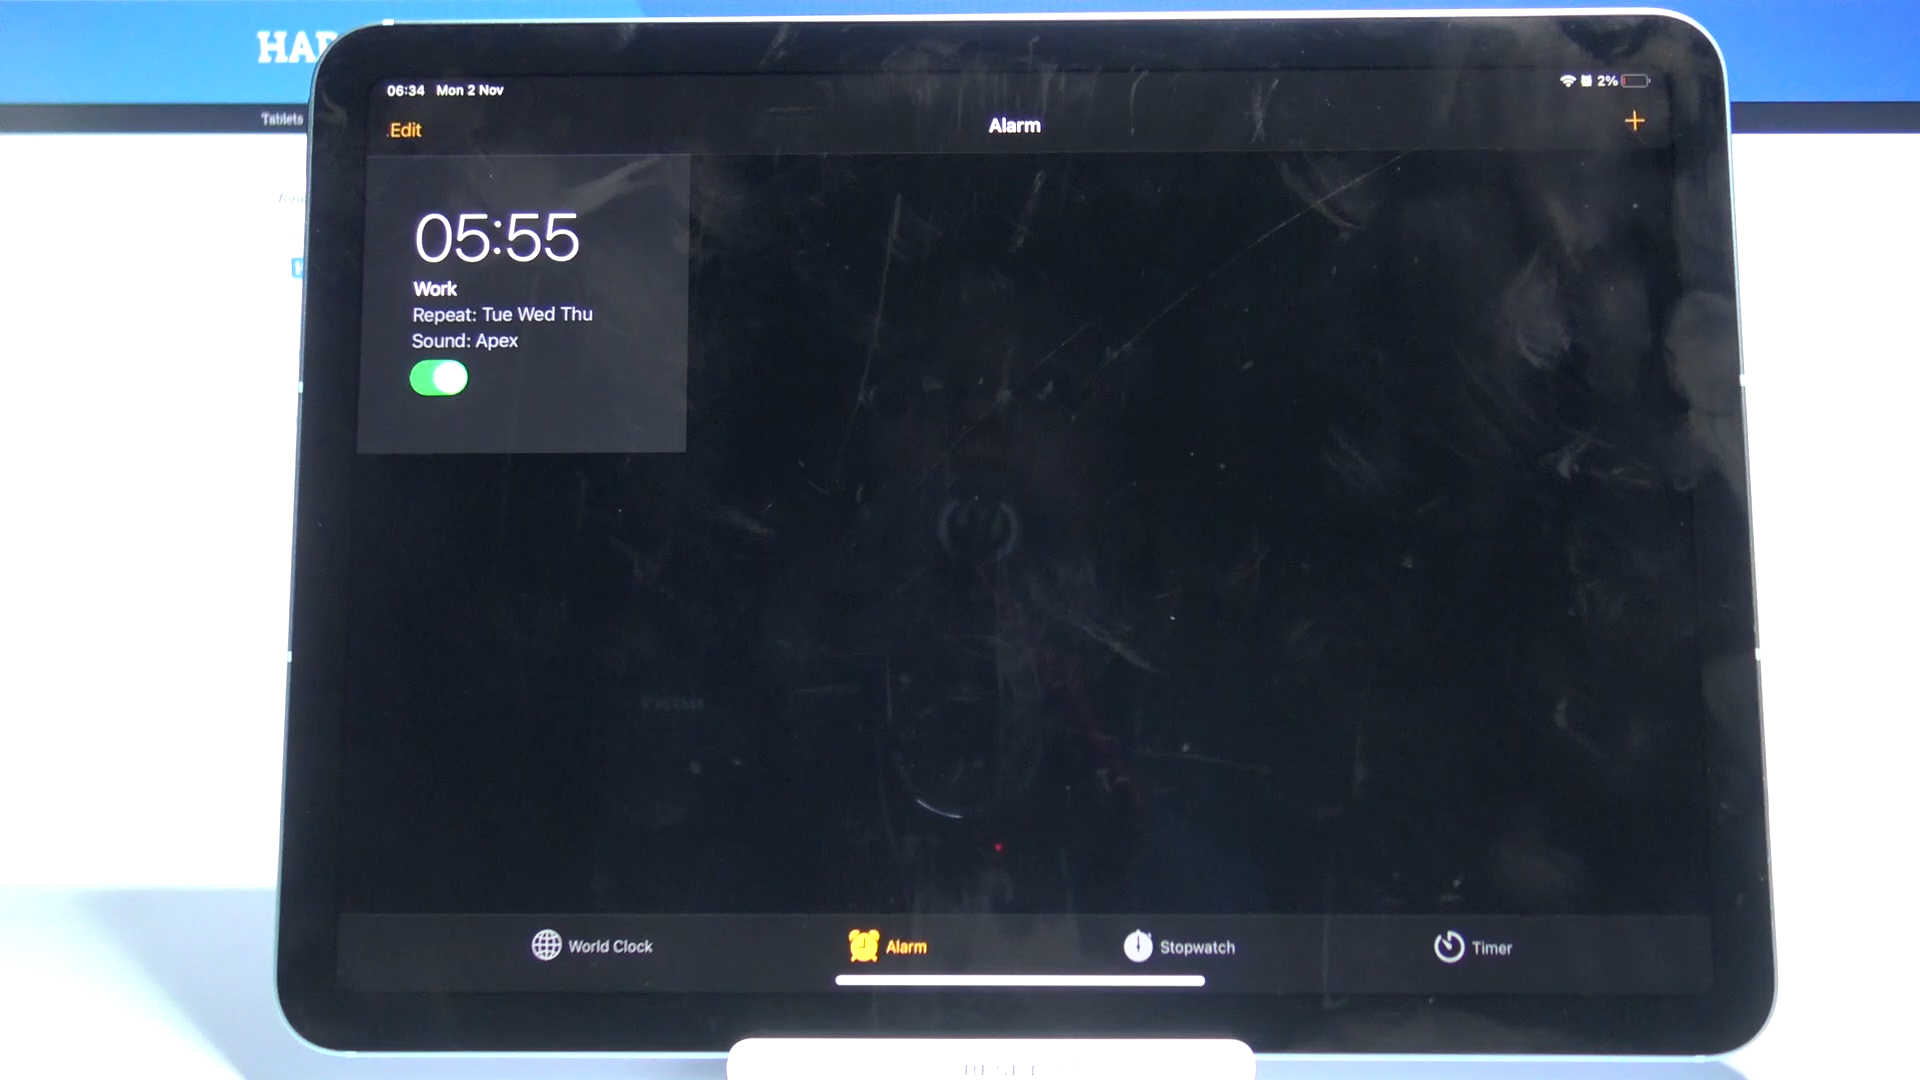 HAR
Tablets
06:34 Mon 2 Nov
2%
Edit
Alarm
+
05:55
Work
Repeat: Tue Wed Thu
Sound: Apex
World Clock
Alarm
Stopwatch
Timer